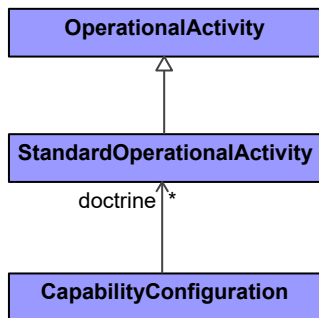 OperationalActivity
StandardOperationalActivity
doctrine *
CapabilityConfiguration